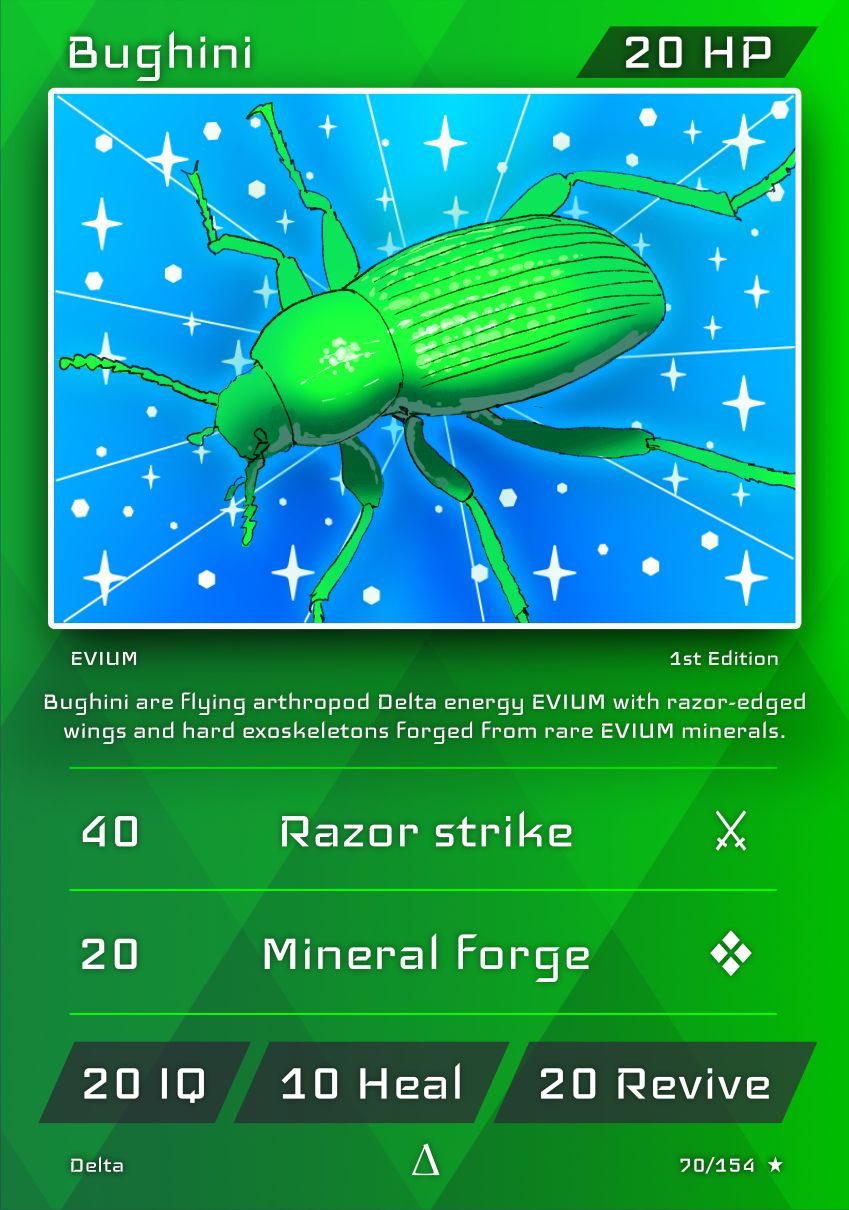 Bughini
20 HP
EVIUM
1st Edition
Bughini are flying arthropod Delta energy EVIUM with razor-edged
wings and hard exoskeletons forged from rare EVIUM minerals.
40 Razor strike
20 Mineral forge
20 IQ
10 Heal
20 Revive
Delta
Δ
70/154 ★